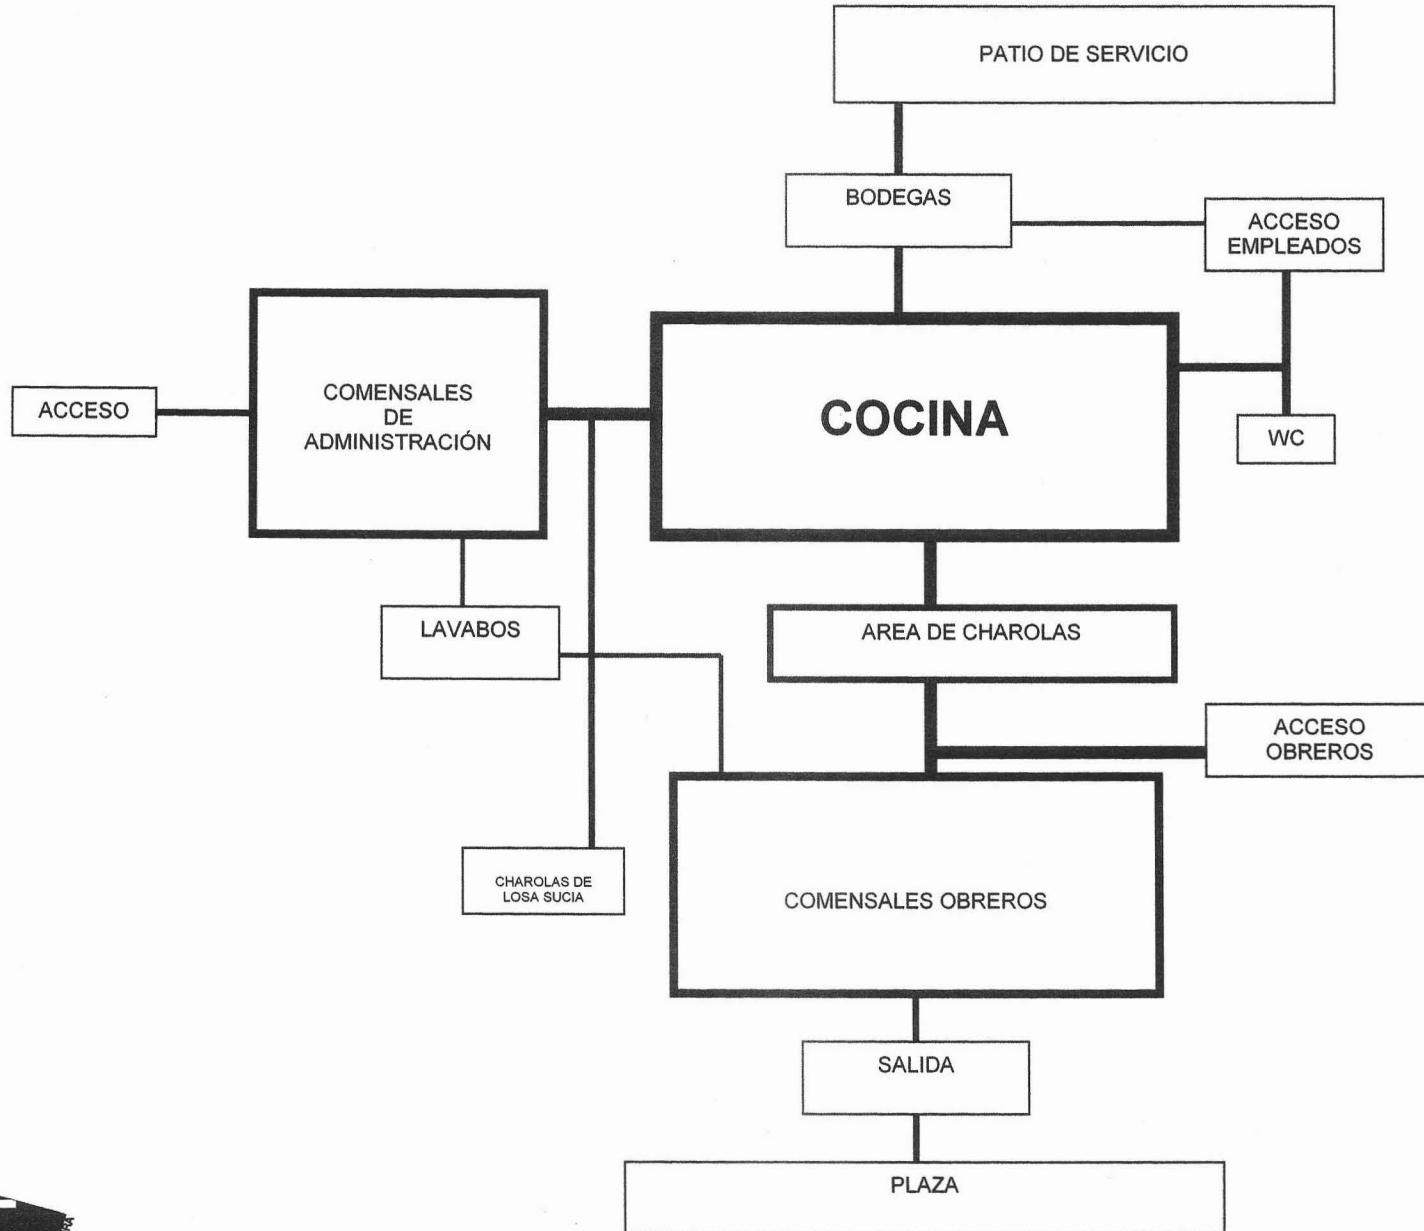 PATIO DE SERVICIO
BODEGAS
ACCESO
EMPLEADOS
COMENSALES
DE
ADMINISTRACIÓN
ACCESO
COCINA
WC
LAVABOS
AREA DE CHAROLAS
ACCESO
OBREROS
CHAROLAS DE
LOSA SUCIA
COMENSALES OBREROS
SALIDA
PLAZA